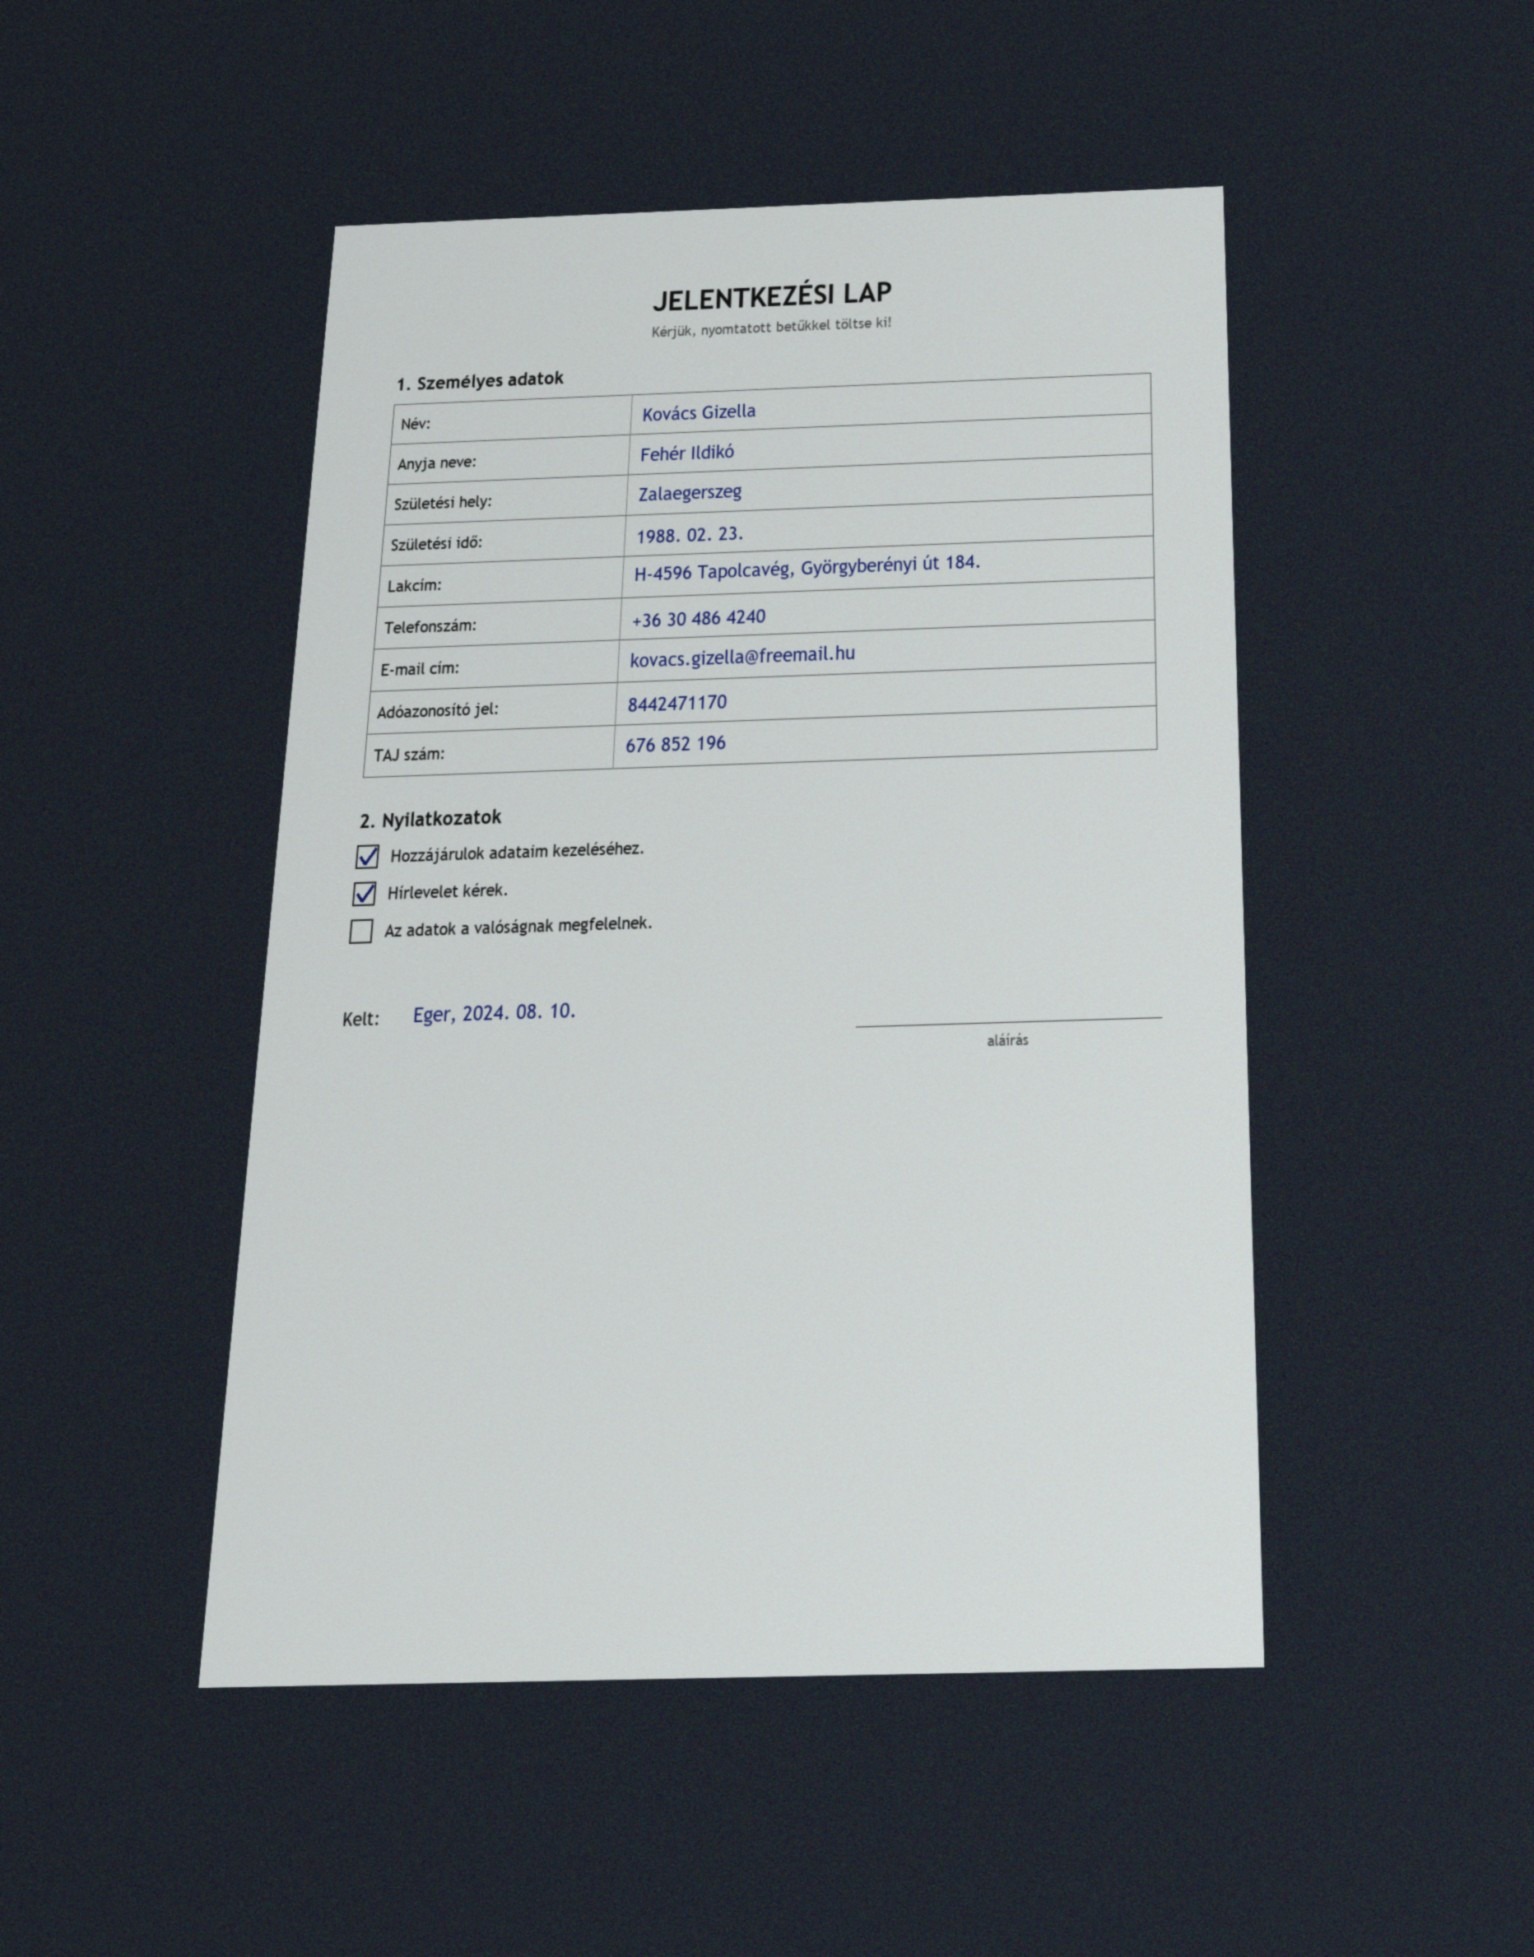 JELENTKEZÉSI LAP
Kérjük, nyomtatott betűkkel töltse ki!
1. Személyes adatok
Név: Kovács Gizella
Anyja neve: Fehér Ildikó
Születési hely: Zalaegerszeg
Születési idő: 1988. 02. 23.
Lakcím: H-4596 Tapolcavég, Györgyberényi út 184.
Telefonszám: +36 30 486 4240
E-mail cím: kovacs.gizella@freemail.hu
Adóazonosító jel: 8442471170
TAJ szám: 676 852 196
2. Nyilatkozatok
Hozzájárulok adataim kezeléséhez.
Hírlevelet kérek.
Az adatok a valóságnak megfelelnek.
Kelt: Eger, 2024. 08. 10.
aláírás